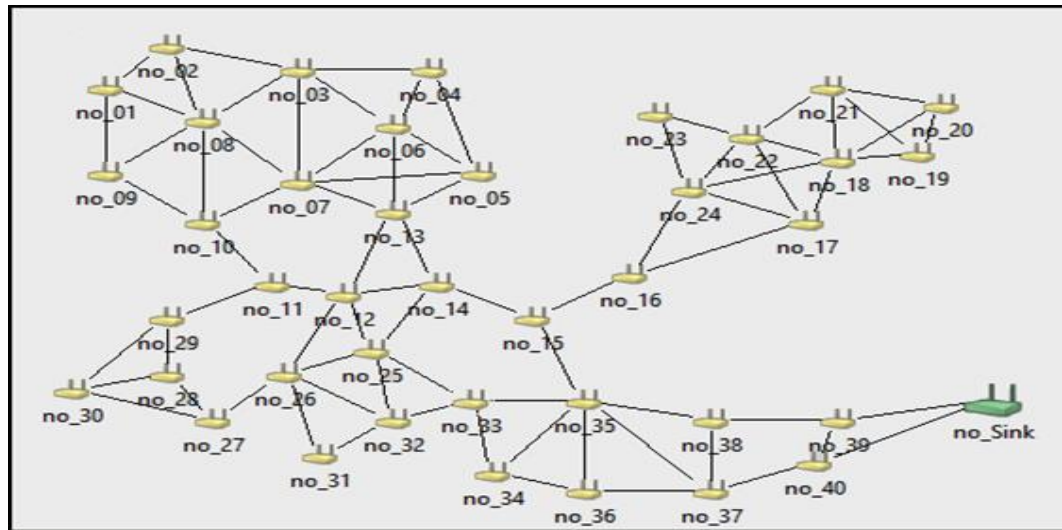 no_02
no_03
no_04
no_01
no_08
no_06
no_09
no_07
no_05
no_10
no_13
no_21
no_20
no_23
no_22
no_18
no_19
no_24
no_17
no_16
no_11
no_12
no_14
no_15
no_29
no_25
no_30
no_28
no_26
no_27
no_32
no_33
no_35
no_38
no_39
no_Sink
no_31
no_34
no_36
no_37
no_40